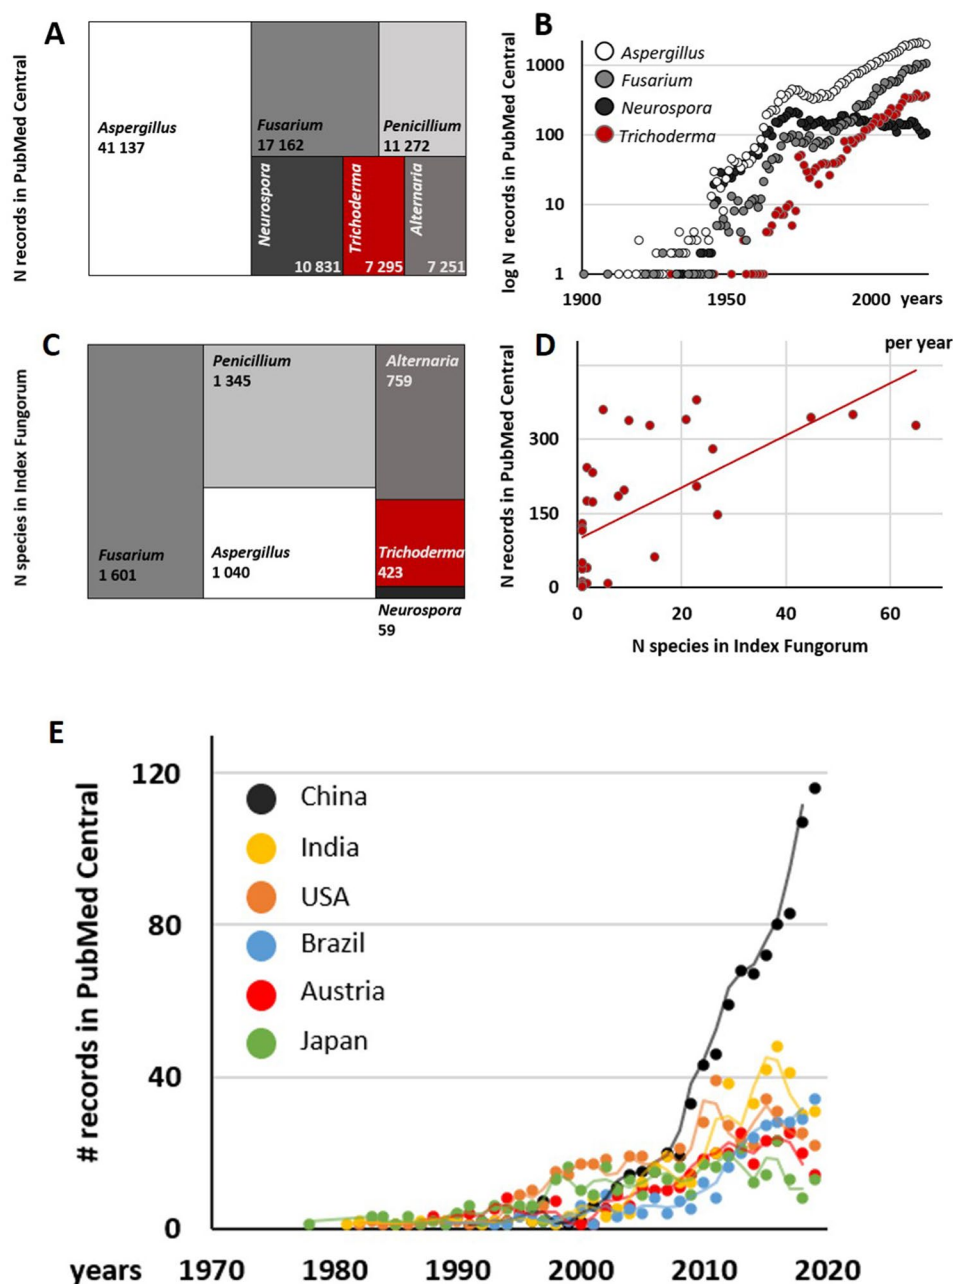 A
N records in PubMed Central
Aspergillus
41 137
Fusarium
17 162
Penicillium
11 272
Neurospora
10 831
Trichoderma
7 295
Alternaria
7 251
B
log N records in PubMed Central
1000
100
10
1
Aspergillus
Fusarium
Neurospora
Trichoderma
1900
1950
2000
years
C
N species in Index Fungorum
Fusarium
1 601
Penicillium
1 345
Aspergillus
1 040
Alternaria
759
Trichoderma
423
Neurospora
59
D
per year
N records in PubMed Central
300
150
0
0
20
40
60
N species in Index Fungorum
E
# records in PubMed Central
120
80
40
0
China
India
USA
Brazil
Austria
Japan
years
1970
1980
1990
2000
2010
2020